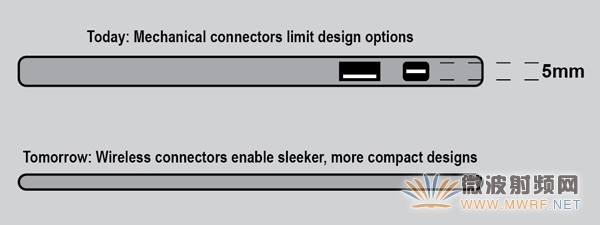 Today: Mechanical connectors limit design options
5mm
Tomorrow: Wireless connectors enable sleeker, more compact designs
微波射频网
WWW.MWRF.NET